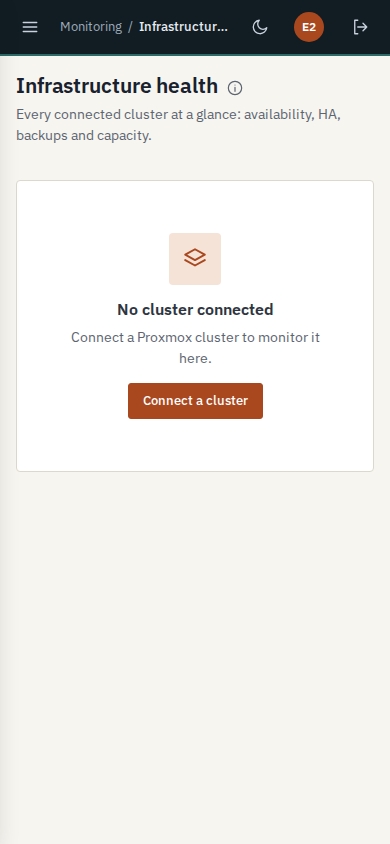 Monitoring / Infrastructur...
E2
Infrastructure health
Every connected cluster at a glance: availability, HA,
backups and capacity.
No cluster connected
Connect a Proxmox cluster to monitor it
here.
Connect a cluster